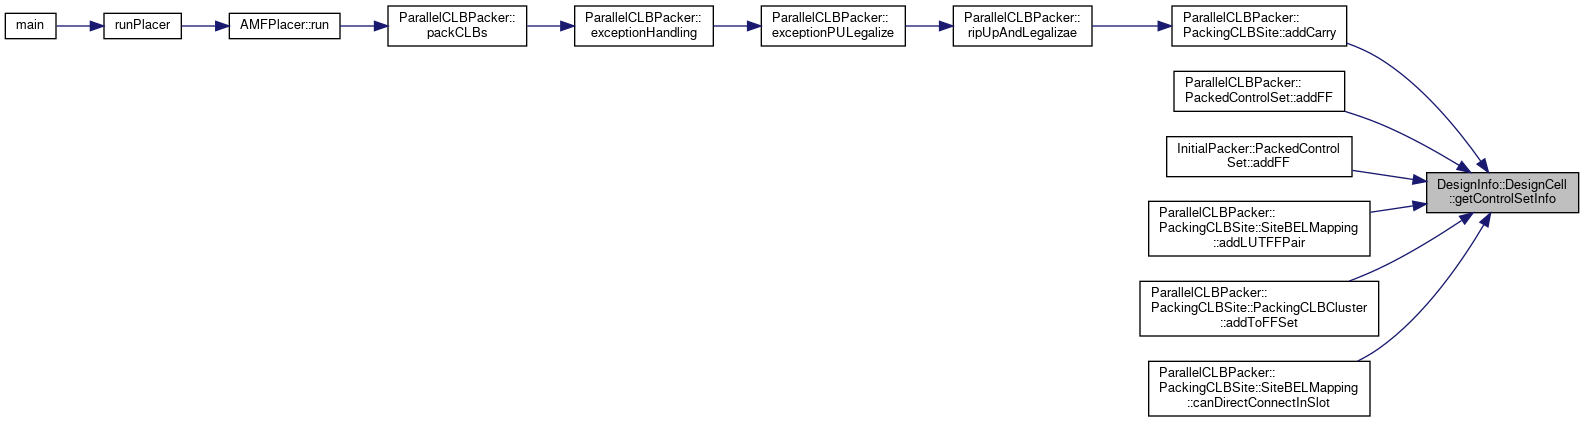 main
runPlacer
AMFPlacer::run
ParallelCLBPacker::
packCLBs
ParallelCLBPacker::
exceptionHandling
ParallelCLBPacker::
exceptionPULegalize
ParallelCLBPacker::
ripUpAndLegalizae
ParallelCLBPacker::
PackingCLBSite::addCarry
ParallelCLBPacker::
PackedControlSet::addFF
InitialPacker::PackedControl
Set::addFF
DesignInfo::DesignCell
::getControlSetInfo
ParallelCLBPacker::
PackingCLBSite::SiteBELMapping
::addLUTFFPair
ParallelCLBPacker::
PackingCLBSite::PackingCLBCluster
::addToFFSet
ParallelCLBPacker::
PackingCLBSite::SiteBELMapping
::canDirectConnectInSlot